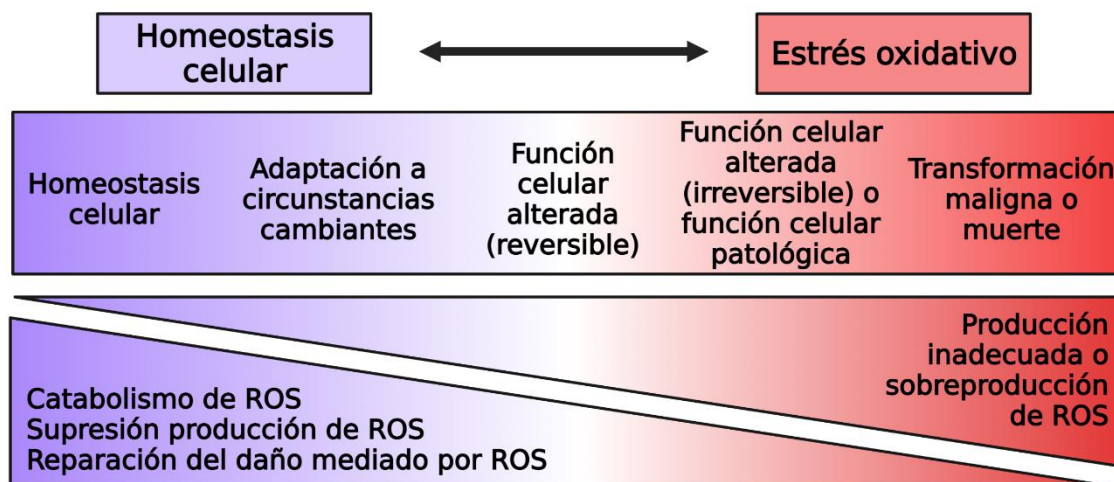 Homeostasis
celular
Estrés oxidativo
Homeostasis
celular
Adaptación a
circunstancias
cambiantes
Función
celular
alterada
(reversible)
Función celular
alterada
(irreversible) o
función celular
patológica
Transformación
maligna o
muerte
Producción
inadecuada o
sobreproducción
de ROS
Catabolismo de ROS
Supresión producción de ROS
Reparación del daño mediado por ROS